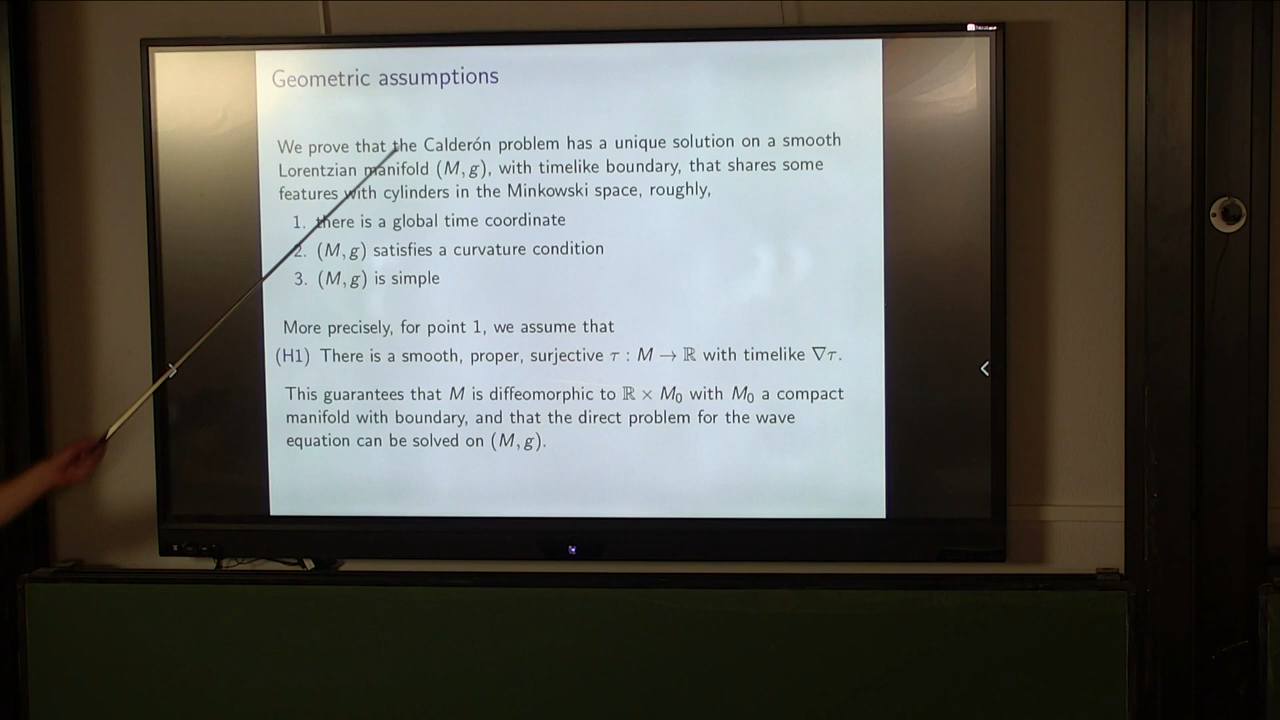 Geometric assumptions
We prove that the Calderón problem has a unique solution on a smooth
Lorentzian manifold (M, g), with timelike boundary, that shares some
features with cylinders in the Minkowski space, roughly,
1. there is a global time coordinate
2. (M, g) satisfies a curvature condition
3. (M, g) is simple
More precisely, for point 1, we assume that
(H1) There is a smooth, proper, surjective τ : M → ℝ with timelike ∇τ.
This guarantees that M is diffeomorphic to ℝ × M₀ with M₀ a compact
manifold with boundary, and that the direct problem for the wave
equation can be solved on (M, g).